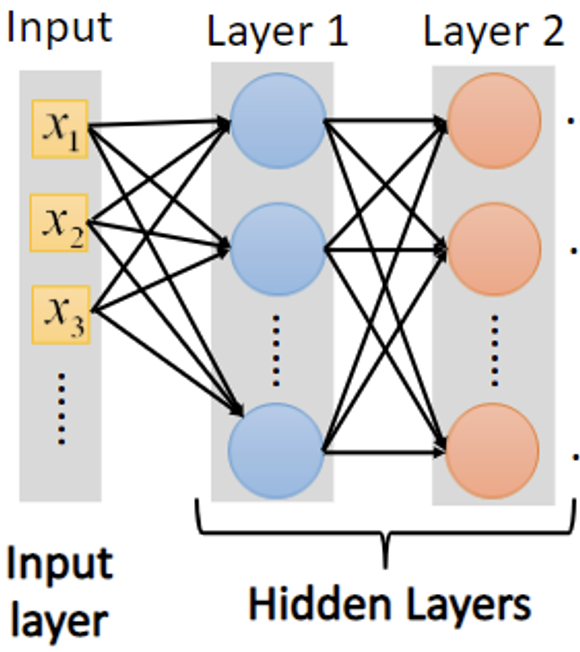 Input
Layer 1
Layer 2
x₁
x₂
x₃
Input
layer
Hidden Layers